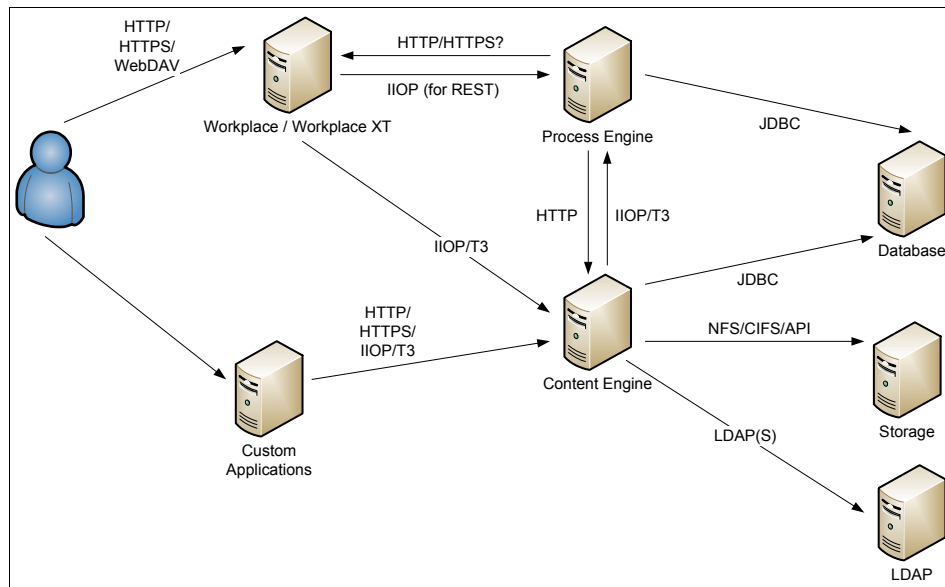 HTTP/
HTTPS/
WebDAV
HTTP/HTTPS?
IIOP (for REST)
Workplace / Workplace XT
Process Engine
JDBC
HTTP
IIOP/T3
Database
IIOP/T3
JDBC
HTTP/
HTTPS/
IIOP/T3
NFS/CIFS/API
Content Engine
Storage
Custom
Applications
LDAP(S)
LDAP